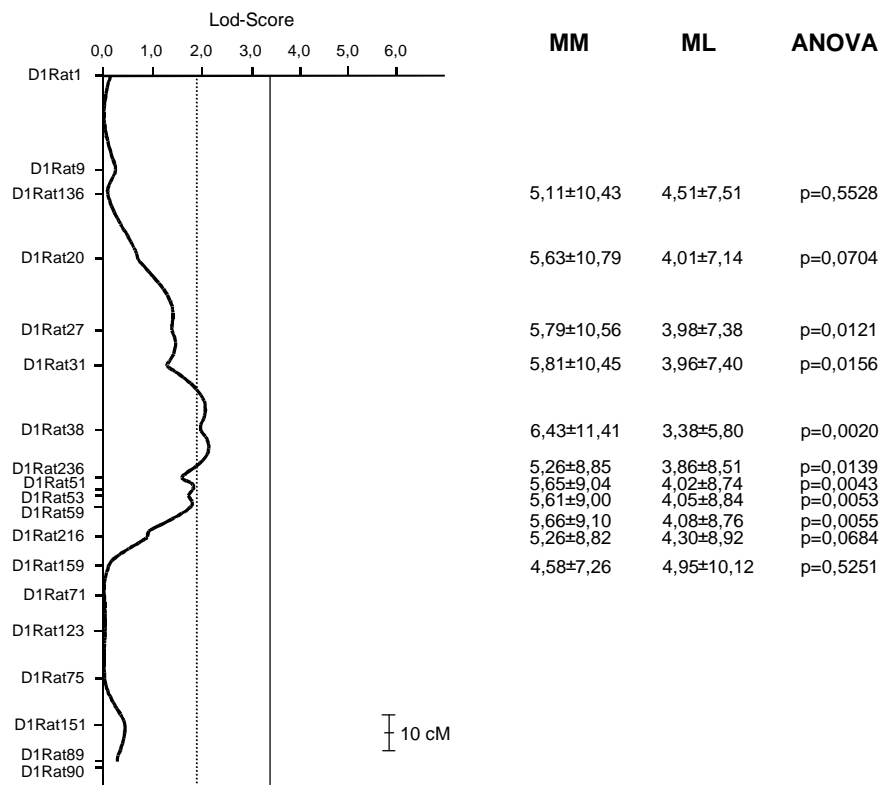 Lod-Score
0,0 1,0 2,0 3,0 4,0 5,0 6,0
MM ML ANOVA
D1Rat1
D1Rat9
D1Rat136 5,11±10,43 4,51±7,51 p=0,5528
D1Rat20 5,63±10,79 4,01±7,14 p=0,0704
D1Rat27 5,79±10,56 3,98±7,38 p=0,0121
D1Rat31 5,81±10,45 3,96±7,40 p=0,0156
D1Rat38 6,43±11,41 3,38±5,80 p=0,0020
D1Rat236 5,26±8,85 3,86±8,51 p=0,0139
D1Rat51 5,65±9,04 4,02±8,74 p=0,0043
D1Rat53 5,61±9,00 4,05±8,84 p=0,0053
D1Rat59 5,66±9,10 4,08±8,76 p=0,0055
D1Rat216 5,26±8,82 4,30±8,92 p=0,0684
D1Rat159 4,58±7,26 4,95±10,12 p=0,5251
D1Rat71
D1Rat123
D1Rat75
D1Rat151
10 cM
D1Rat89
D1Rat90